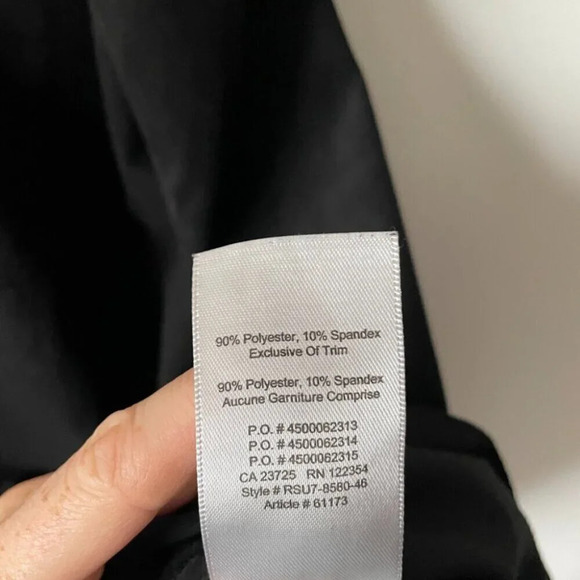 90% Polyester, 10% Spandex
Exclusive Of Trim
90% Polyester, 10% Spandex
Aucune Garniture Comprise
P.O. # 4500062313
P.O. # 4500062314
P.O. # 4500062315
CA 23725 RN 122354
Style # RSU7-8580-46
Article # 61173